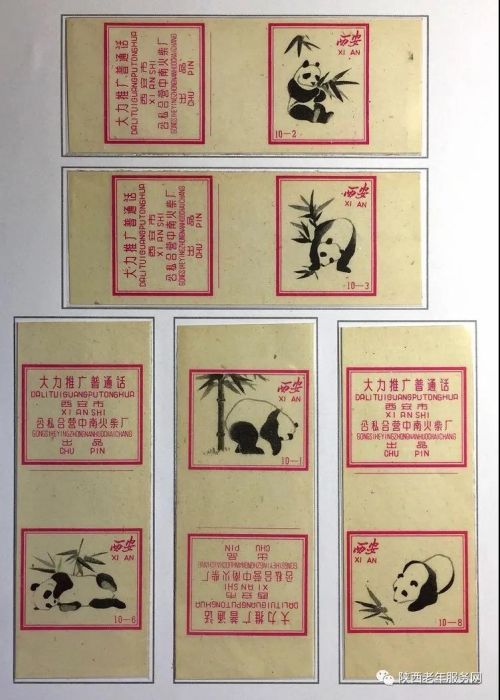 大力推广普通话
DALITUIGUANGPUTONGHUA
西安市
XI AN SHI
公私合营中南火柴厂
GONGSIHEYINGZHONGNANHUOCHAICHANG
出品
CHU PIN
西安
XI AN
10-2
大力推广普通话
DALITUIGUANGPUTONGHUA
西安市
XI AN SHI
公私合营中南火柴厂
GONGSIHEYINGZHONGNANHUOCHAICHANG
出品
CHU PIN
西安
XI AN
10-3
大力推广普通话
DALITUIGUANGPUTONGHUA
西安市
XI AN SHI
公私合营中南火柴厂
GONGSIHEYINGZHONGNANHUOCHAICHANG
出品
CHU PIN
西安
XI AN
10-6
西安
XI AN
10-1
大力推广普通话
DALITUIGUANGPUTONGHUA
西安市
XI AN SHI
公私合营中南火柴厂
GONGSIHEYINGZHONGNANHUOCHAICHANG
出品
CHU PIN
大力推广普通话
DALITUIGUANGPUTONGHUA
西安市
XI AN SHI
公私合营中南火柴厂
GONGSIHEYINGZHONGNANHUOCHAICHANG
出品
CHU PIN
西安
XI AN
10-8
陕西老年服务网